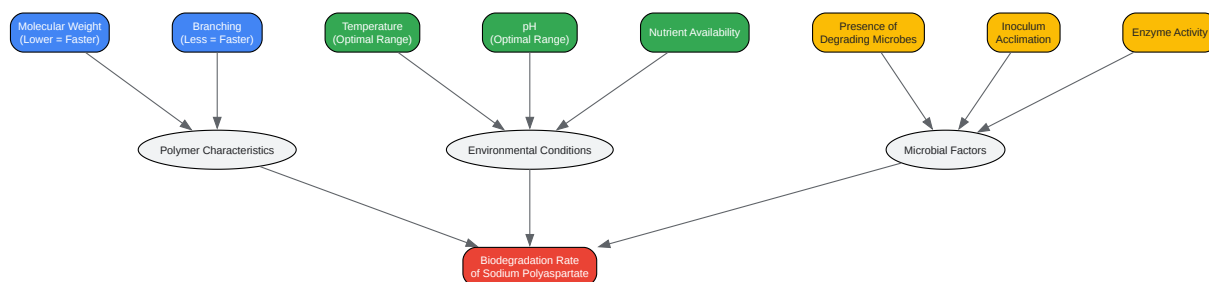 Molecular Weight
(Lower = Faster)
Branching
(Less = Faster)
Temperature
(Optimal Range)
pH
(Optimal Range)
Nutrient Availability
Presence of
Degrading Microbes
Inoculum
Acclimation
Enzyme Activity
Polymer Characteristics
Environmental Conditions
Microbial Factors
Biodegradation Rate
of Sodium Polyaspartate